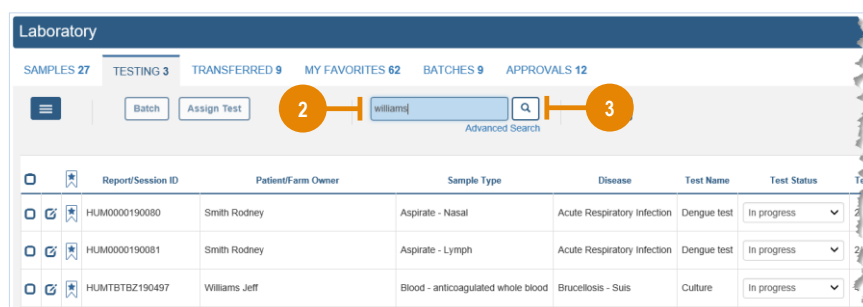 Laboratory
SAMPLES 27 TESTING 3 TRANSFERRED 9 MY FAVORITES 62 BATCHES 9 APPROVALS 12
Batch Assign Test 2 williams 3
Advanced Search
Report/Session ID Patient/Farm Owner Sample Type Disease Test Name Test Status
HUM0000190080 Smith Rodney Aspirate - Nasal Acute Respiratory Infection Dengue test In progress
HUM0000190081 Smith Rodney Aspirate - Lymph Acute Respiratory Infection Dengue test In progress
HUMTBTBZ190497 Williams Jeff Blood - anticoagulated whole blood Brucellosis - Suis Culture In progress